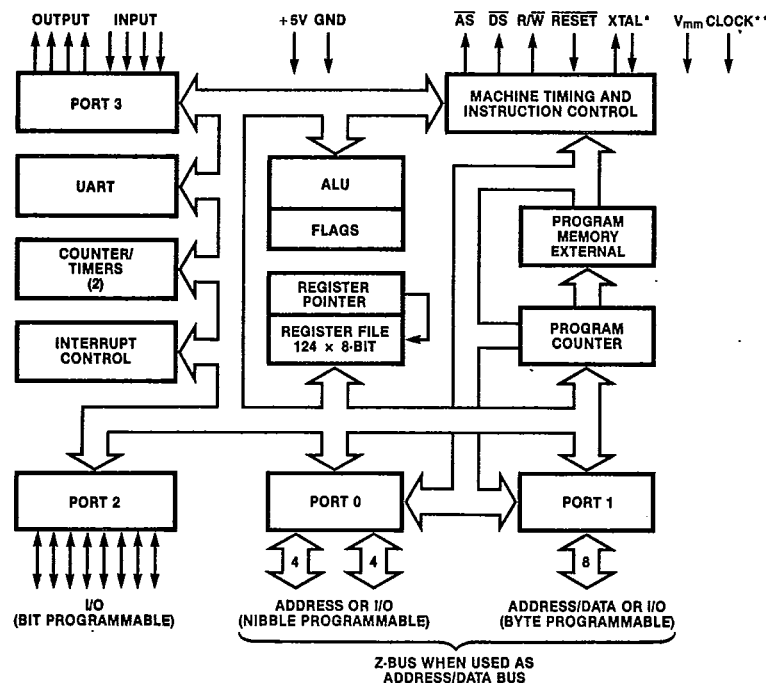 OUTPUT INPUT
+5V GND
AS DS R/W RESET XTAL*
Vmm CLOCK**
PORT 3
MACHINE TIMING AND
INSTRUCTION CONTROL
UART
ALU
FLAGS
PROGRAM
MEMORY
EXTERNAL
COUNTER/
TIMERS
(2)
REGISTER
POINTER
REGISTER FILE
124 × 8-BIT
PROGRAM
COUNTER
INTERRUPT
CONTROL
PORT 2
PORT 0
PORT 1
4
4
8
I/O
(BIT PROGRAMMABLE)
ADDRESS OR I/O
(NIBBLE PROGRAMMABLE)
ADDRESS/DATA OR I/O
(BYTE PROGRAMMABLE)
Z-BUS WHEN USED AS
ADDRESS/DATA BUS